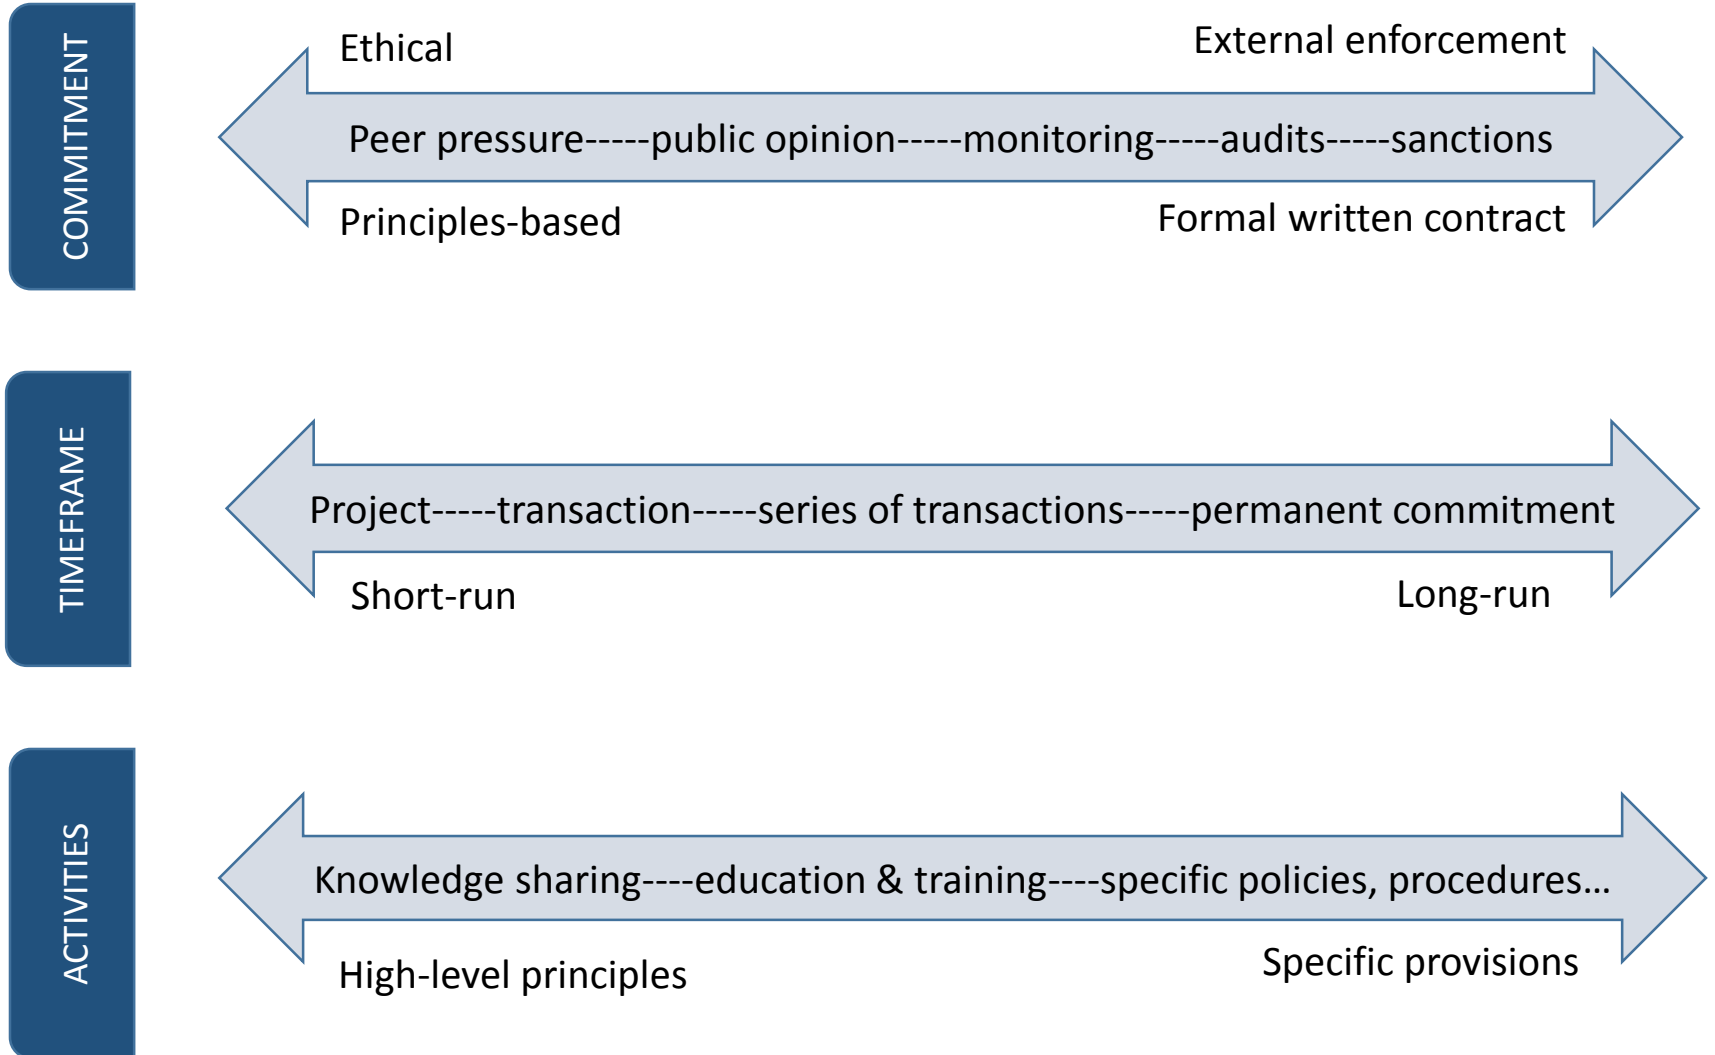 COMMITMENT
Ethical
External enforcement
Peer pressure-----public opinion-----monitoring-----audits-----sanctions
Principles-based
Formal written contract
TIMEFRAME
Project-----transaction-----series of transactions-----permanent commitment
Short-run
Long-run
ACTIVITIES
Knowledge sharing----education & training----specific policies, procedures…
High-level principles
Specific provisions